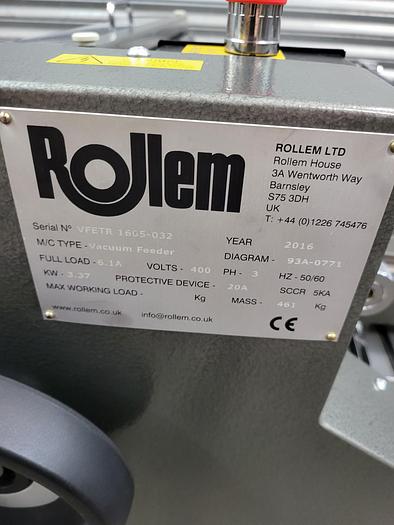 Rollem
ROLLEM LTD
Rollem House
3A Wentworth Way
Barnsley
S75 3DH
UK
T: +44 (0)1226 745476
Serial Nº VFETR 1605-032
YEAR 2016
M/C TYPE - Vacuum Feeder
DIAGRAM - 93A-0771
FULL LOAD - 6.1A VOLTS - 400 PH - 3 HZ - 50/60
KW - 3.37 PROTECTIVE DEVICE - 20A SCCR 5KA
MAX WORKING LOAD - Kg MASS - 461 Kg
www.rollem.co.uk info@rollem.co.uk CE